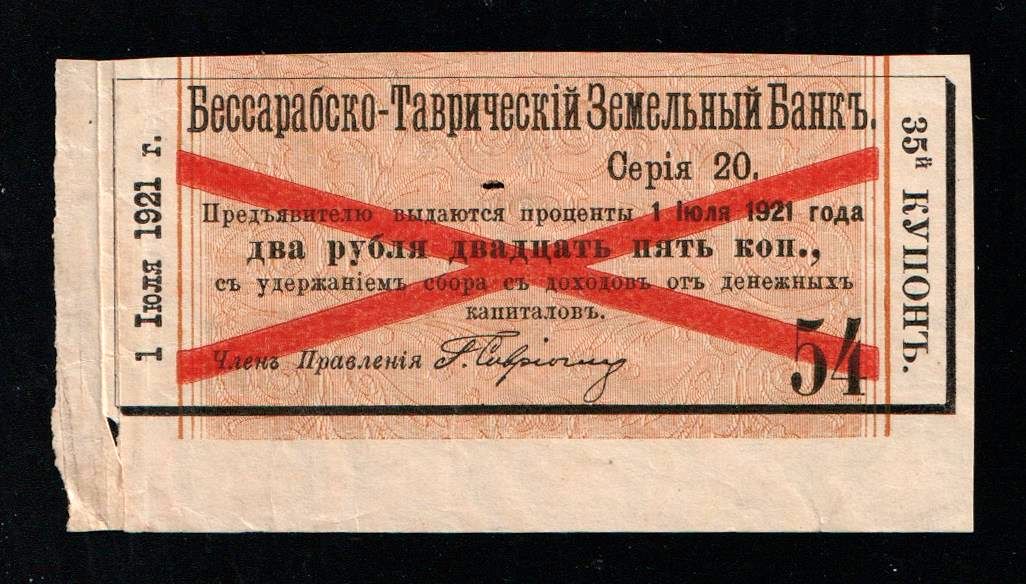 Бессарабско-Таврическій Земельный Банкъ.
Серія 20.
Предъявителю выдаются проценты 1 Іюля 1921 года
два рубля двадцать пять коп.,
съ удержаніемъ сбора съ доходовъ отъ денежныхъ
капиталовъ.
Членъ Правленія
54
1 Іюля 1921 г.
35й КУПОНЪ.